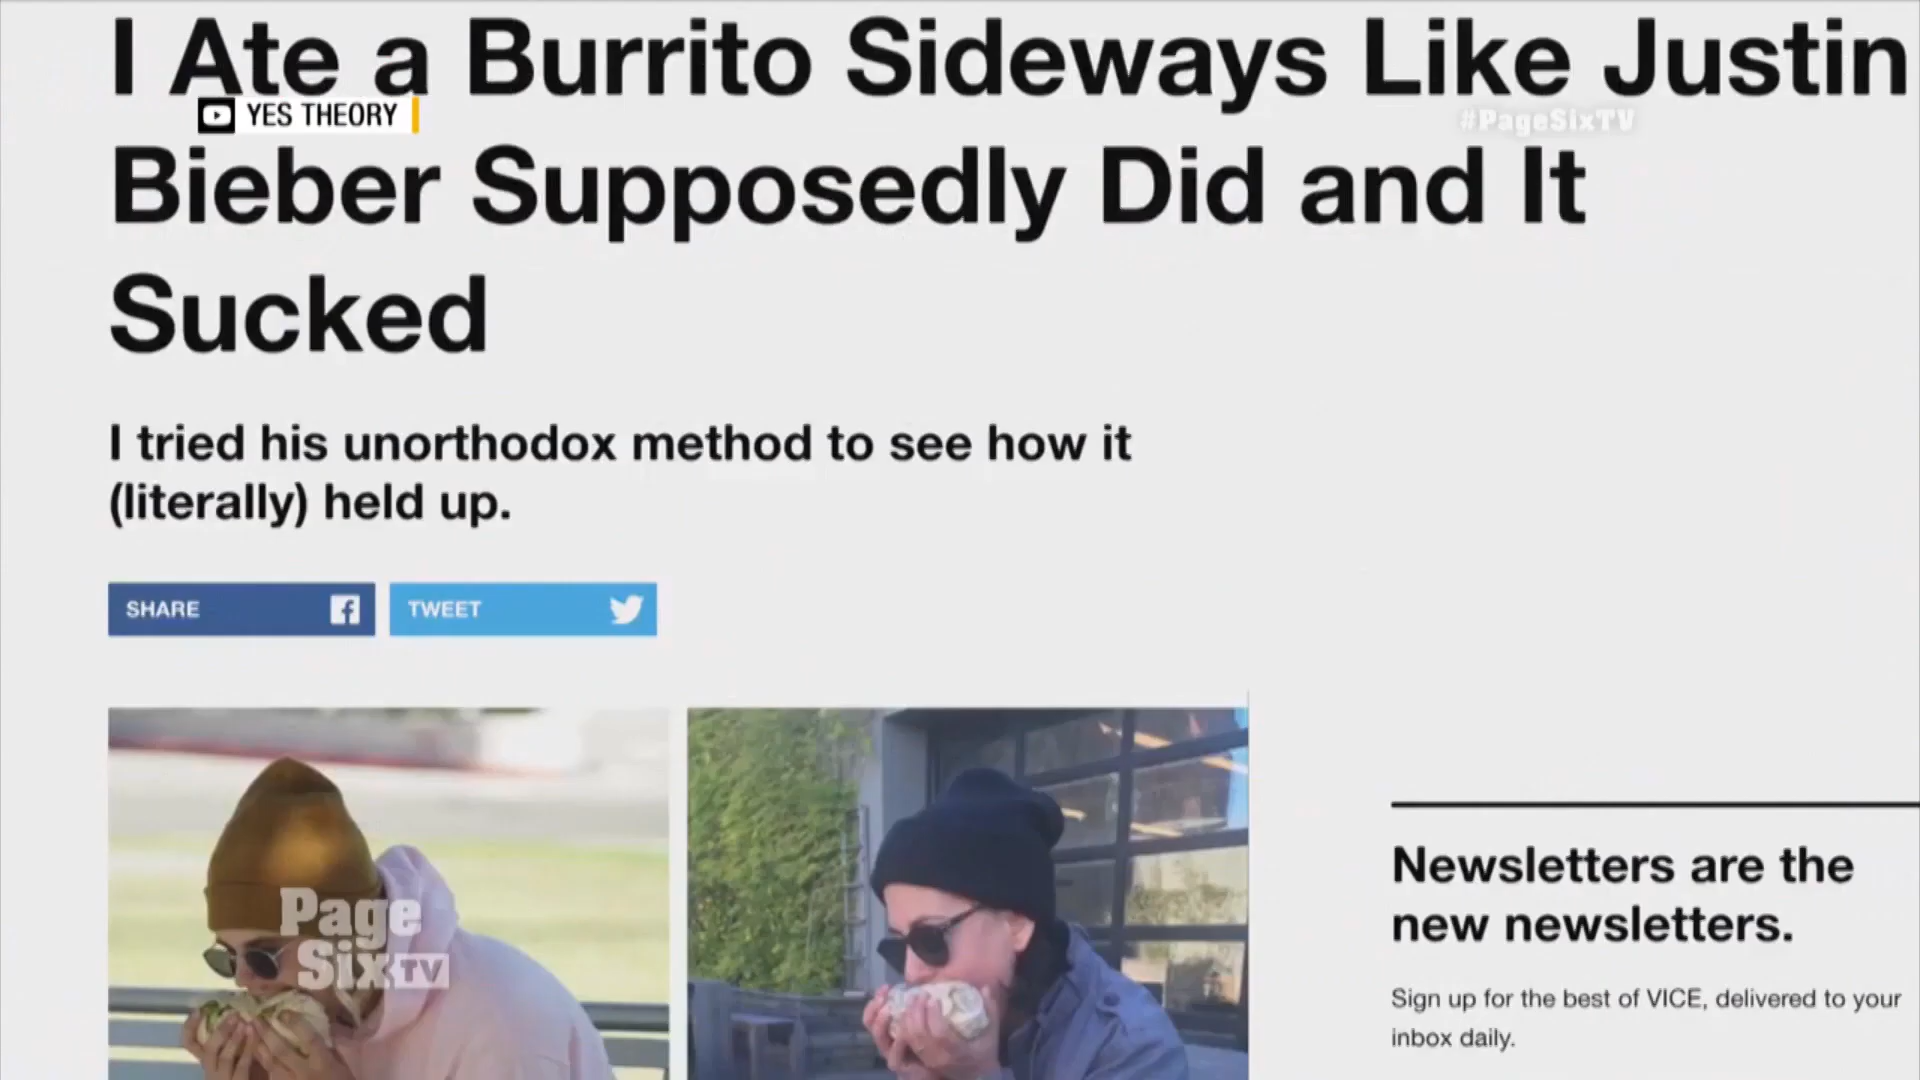 I Ate a Burrito Sideways Like Justin
YES THEORY
#PageSixTV
Bieber Supposedly Did and It
Sucked
I tried his unorthodox method to see how it
(literally) held up.
SHARE
TWEET
Page
SixTV
Newsletters are the
new newsletters.
Sign up for the best of VICE, delivered to your
inbox daily.